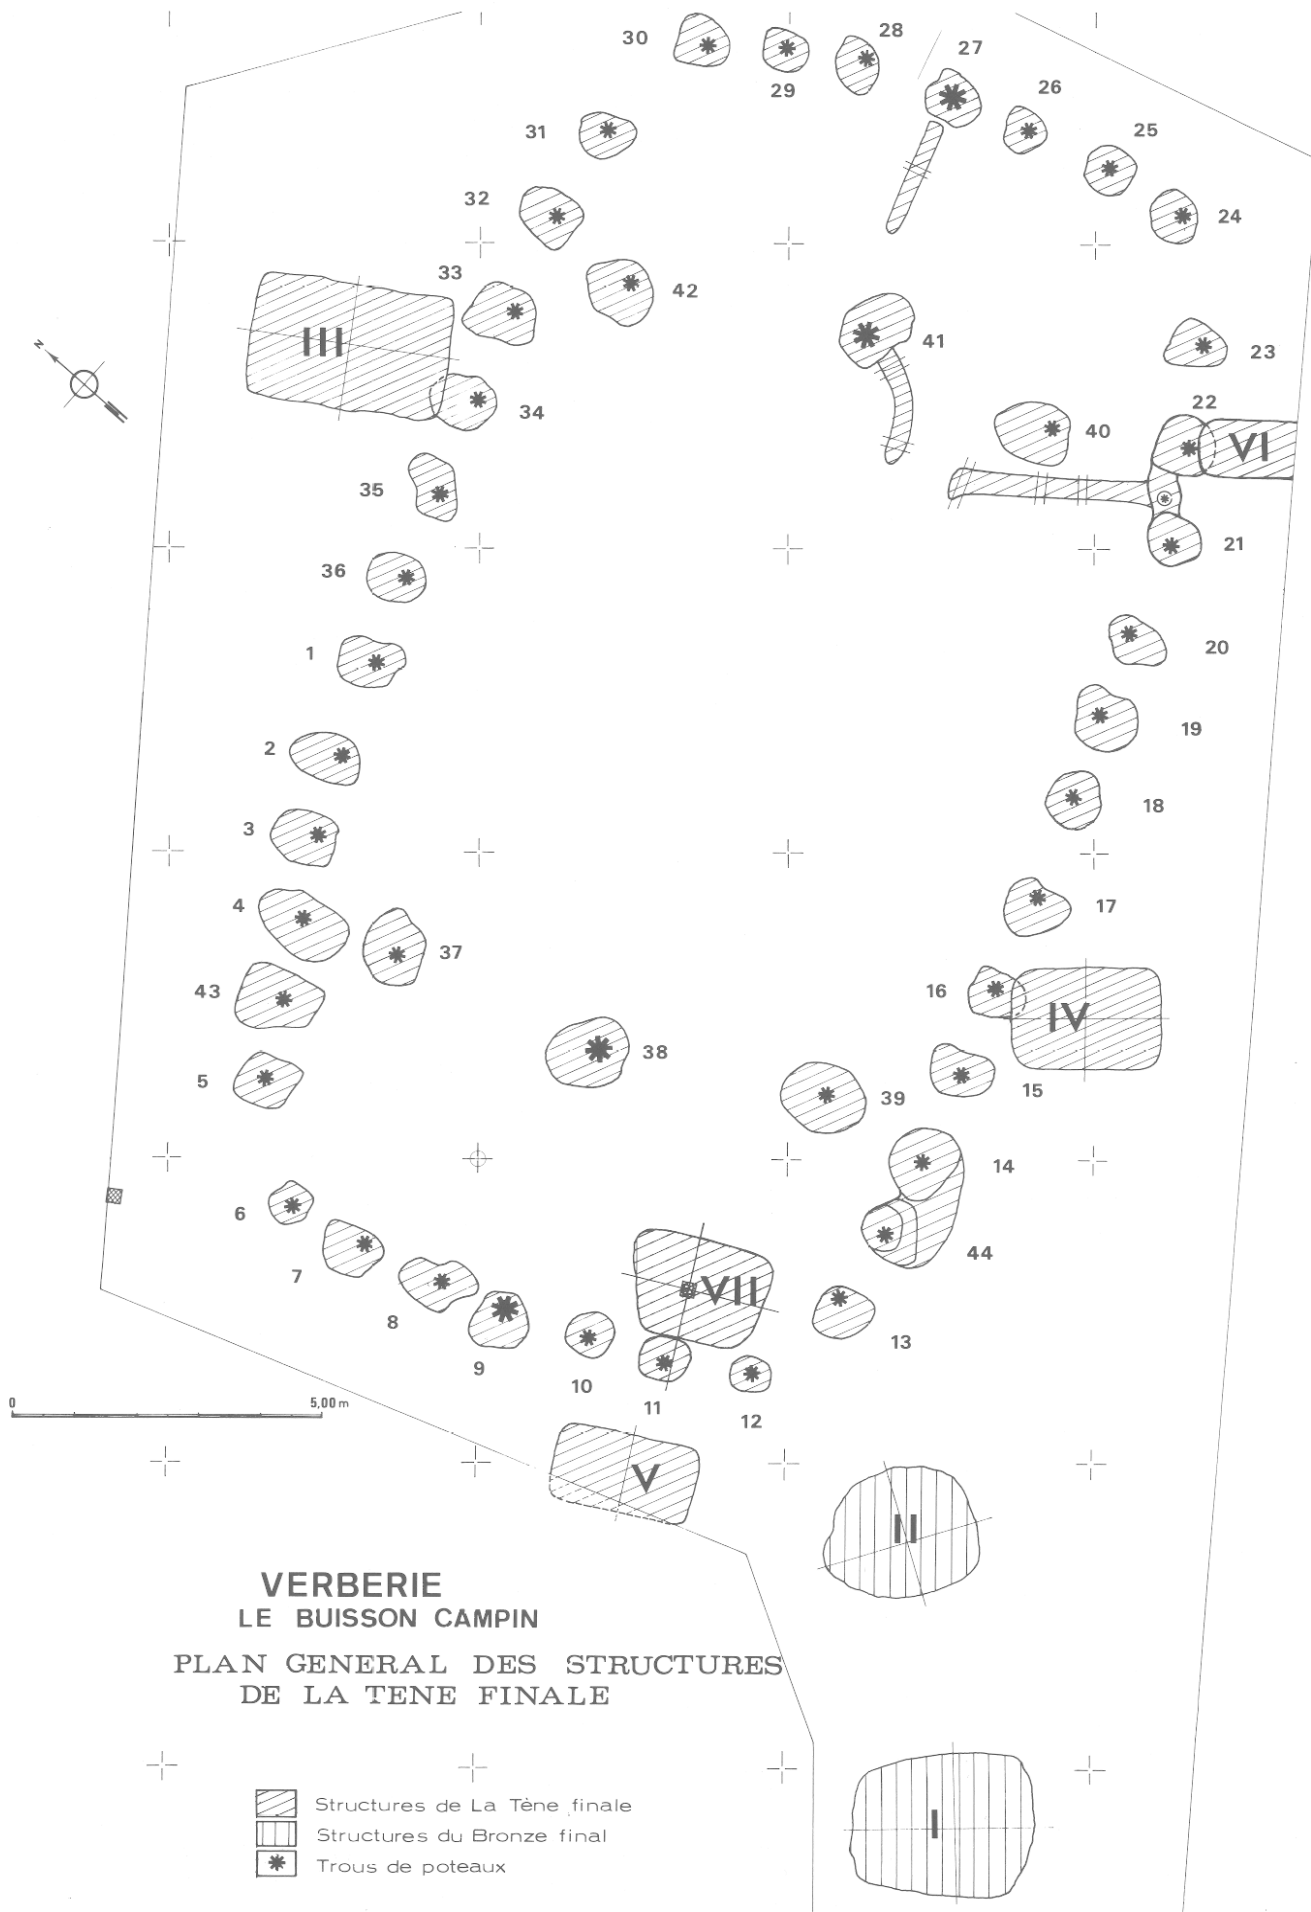 30
28
27
29
26
31
25
32
24
33
42
N
III
41
23
34
22
40
VI
35
21
36
1
20
2
19
3
18
4
17
37
43
16
IV
38
5
15
39
14
6
7
44
VII
8
13
9
10
11
12
0
5,00 m
V
II
VERBERIE
LE BUISSON CAMPIN
PLAN GENERAL DES STRUCTURES
DE LA TENE FINALE
Structures de La Tène finale
I
Structures du Bronze final
Trous de poteaux